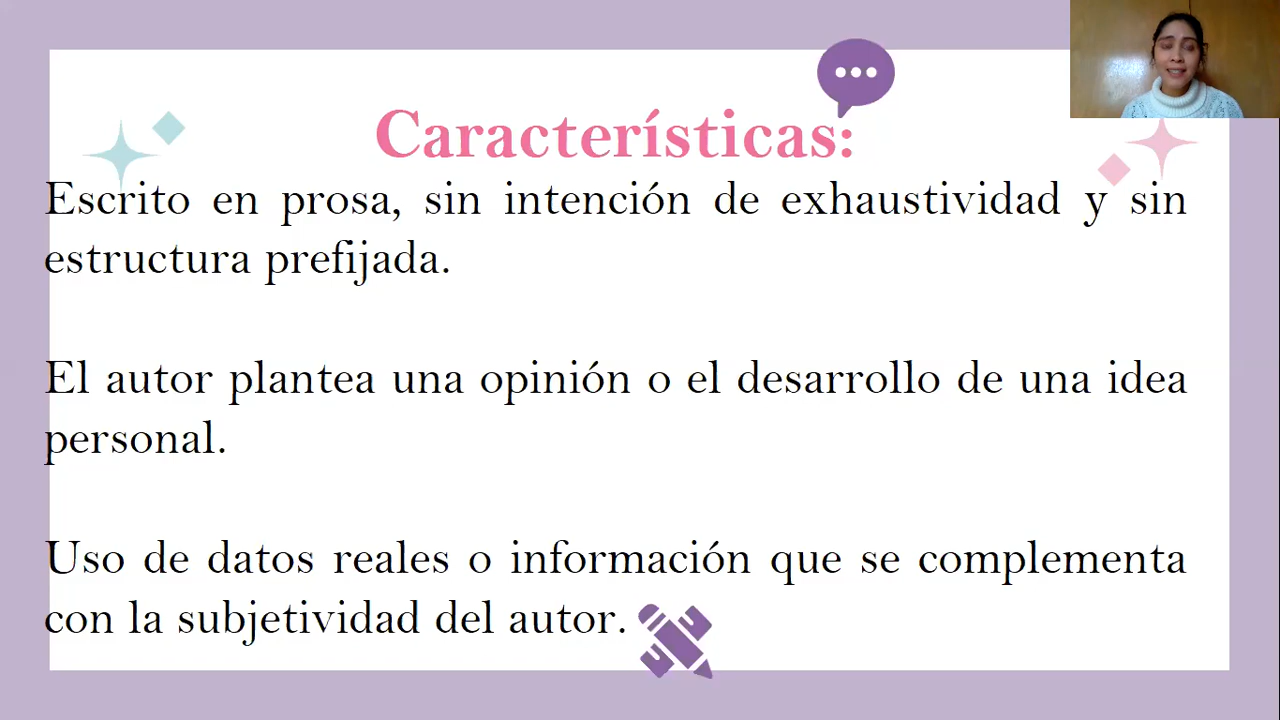 Características:
Escrito en prosa, sin intención de exhaustividad y sin
estructura prefijada.
El autor plantea una opinión o el desarrollo de una idea
personal.
Uso de datos reales o información que se complementa
con la subjetividad del autor.